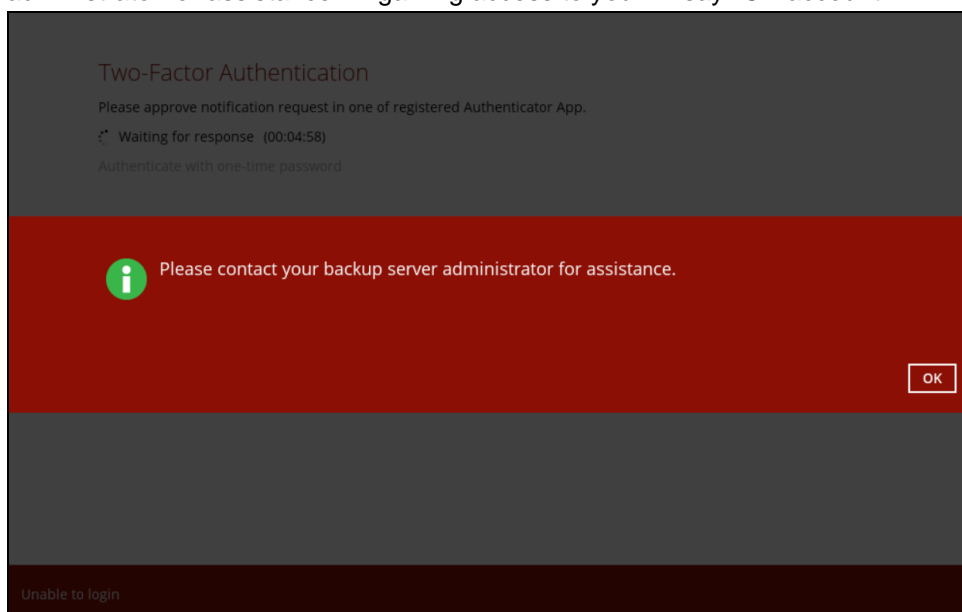 Two-Factor Authentication
Please approve notification request in one of registered Authenticator App.
Waiting for response (00:04:58)
Authenticate with one-time password
Please contact your backup server administrator for assistance.
OK
Unable to login